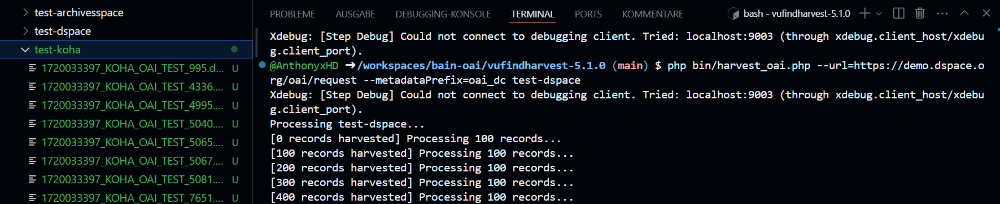 test-archivesspace
test-dspace
test-koha
1720033397_KOHA_OAI_TEST_995.d... U
1720033397_KOHA_OAI_TEST_4336.... U
1720033397_KOHA_OAI_TEST_4995.... U
1720033397_KOHA_OAI_TEST_5040.... U
1720033397_KOHA_OAI_TEST_5065.... U
1720033397_KOHA_OAI_TEST_5067.... U
1720033397_KOHA_OAI_TEST_5081.... U
1720033397_KOHA_OAI_TEST_7651.... U
PROBLEME AUSGABE DEBUGGING-KONSOLE TERMINAL PORTS KOMMENTARE bash - vufindharvest-5.1.0
Xdebug: [Step Debug] Could not connect to debugging client. Tried: localhost:9003 (through xdebug.client_host/xdebu
g.client_port).
@AnthonyxHD ➜/workspaces/bain-oai/vufindharvest-5.1.0 (main) $ php bin/harvest_oai.php --url=https://demo.dspace.o
rg/oai/request --metadataPrefix=oai_dc test-dspace
Xdebug: [Step Debug] Could not connect to debugging client. Tried: localhost:9003 (through xdebug.client_host/xdebu
g.client_port).
Processing test-dspace...
[0 records harvested] Processing 100 records...
[100 records harvested] Processing 100 records...
[200 records harvested] Processing 100 records...
[300 records harvested] Processing 100 records...
[400 records harvested] Processing 100 records...